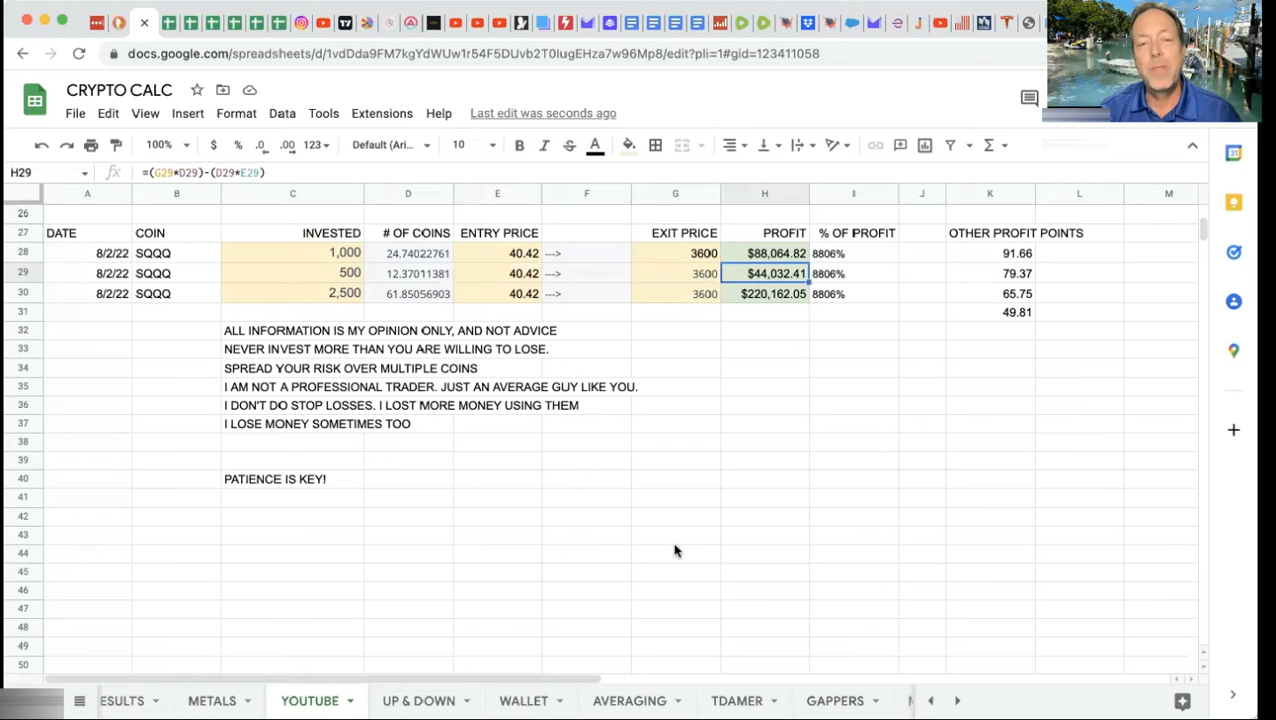 docs.google.com/spreadsheets/d/1vdDda9FM7kgYdWUw1r54F5DUvb2T0lugEHza7w96Mp8/edit?pli=1#gid=123411058
CRYPTO CALC
File Edit View Insert Format Data Tools Extensions Help Last edit was seconds ago
100% $ % .0 .00 123 Default (Ari... 10 B I S A
H29 fx =(G29*D29)-(D29*E29)
A B C D E F G H I J K L M
26
27 DATE COIN INVESTED # OF COINS ENTRY PRICE EXIT PRICE PROFIT % OF PROFIT OTHER PROFIT POINTS
28 8/2/22 SQQQ 1,000 24.74022761 40.42 ---> 3600 $88,064.82 8806% 91.66
29 8/2/22 SQQQ 500 12.37011381 40.42 ---> 3600 $44,032.41 8806% 79.37
30 8/2/22 SQQQ 2,500 61.85056903 40.42 ---> 3600 $220,162.05 8806% 65.75
31 49.81
32 ALL INFORMATION IS MY OPINION ONLY, AND NOT ADVICE
33 NEVER INVEST MORE THAN YOU ARE WILLING TO LOSE.
34 SPREAD YOUR RISK OVER MULTIPLE COINS
35 I AM NOT A PROFESSIONAL TRADER. JUST AN AVERAGE GUY LIKE YOU.
36 I DON'T DO STOP LOSSES. I LOST MORE MONEY USING THEM
37 I LOSE MONEY SOMETIMES TOO
38
39
40 PATIENCE IS KEY!
41
42
43
44
45
46
47
48
49
50
ESULTS METALS YOUTUBE UP & DOWN WALLET AVERAGING TDAMER GAPPERS